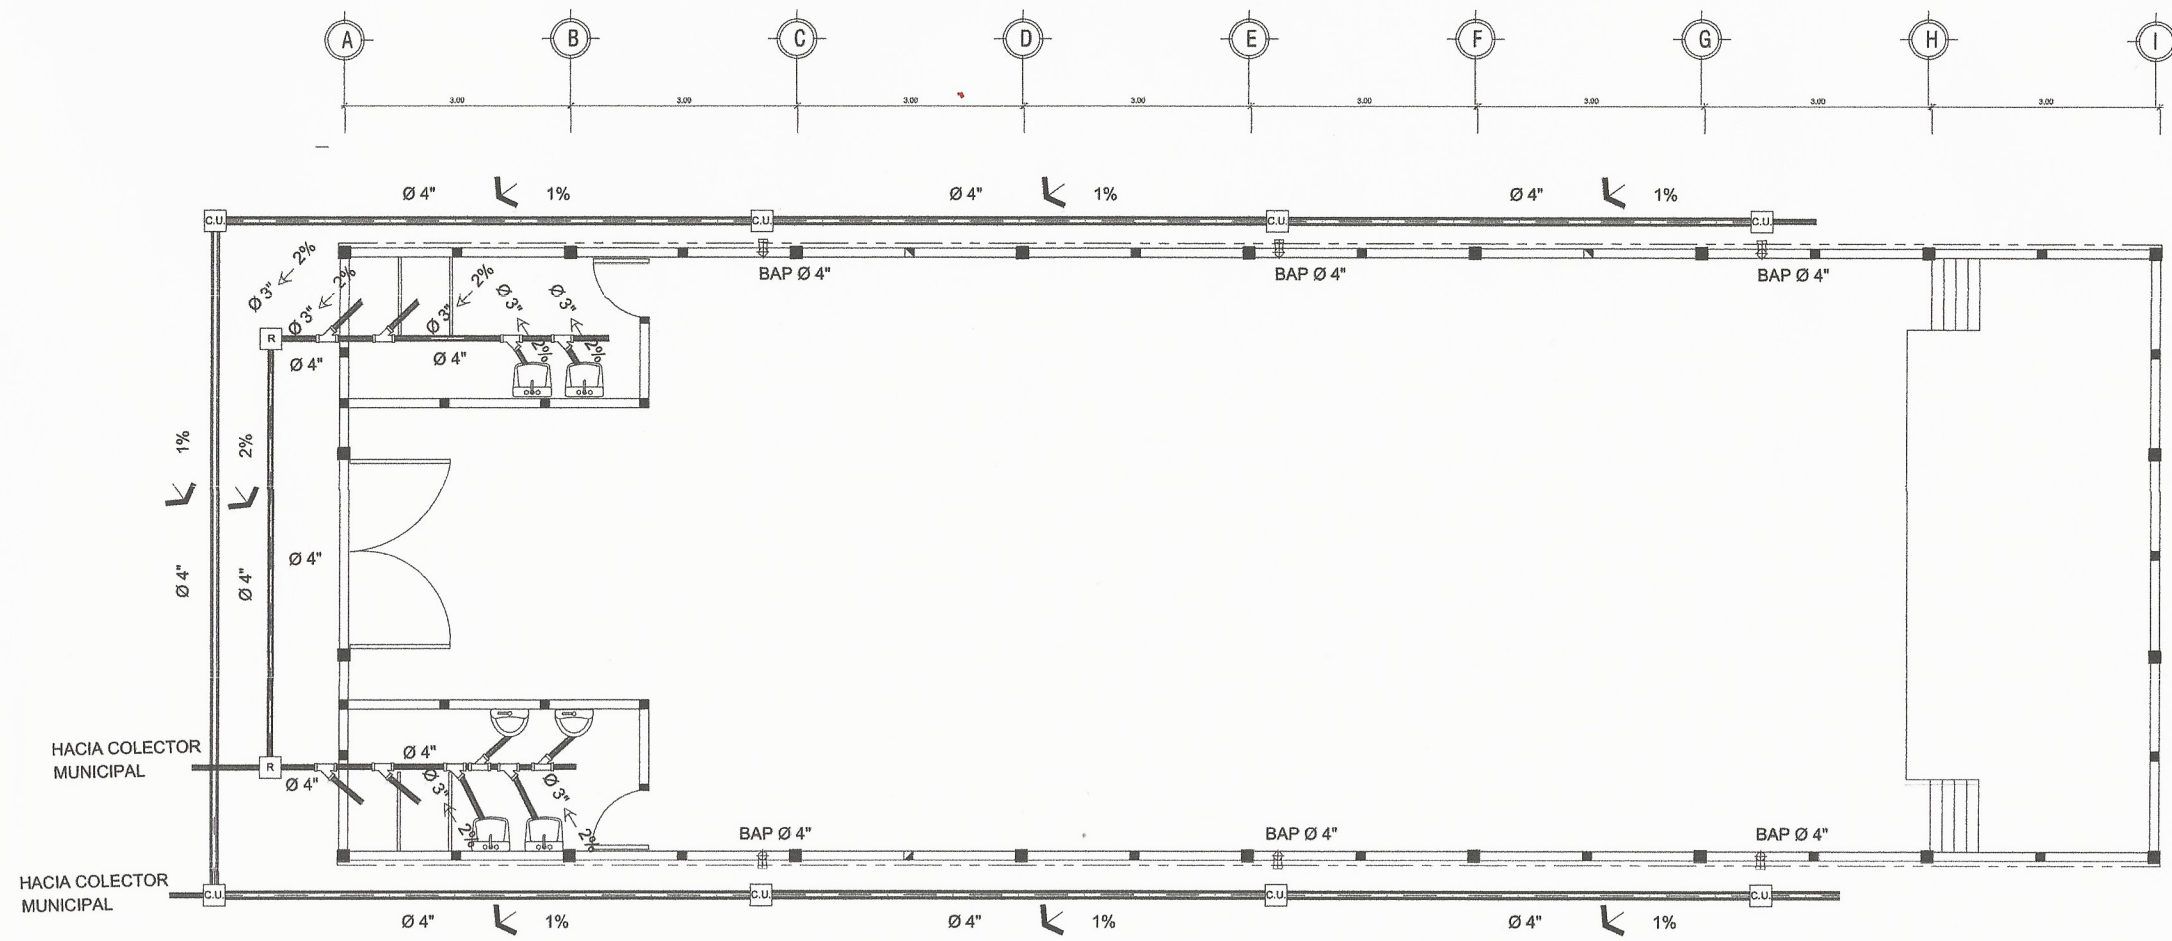 A B C D E F G H I
3.00 3.00 3.00 3.00 3.00 3.00 3.00 3.00
Ø 4" 1% Ø 4" 1% Ø 4" 1%
C.U. C.U. C.U. C.U.
BAP Ø 4" BAP Ø 4" BAP Ø 4"
Ø 3" 2%
Ø 3" 2%
Ø 3" 2%
Ø 3" 2%
Ø 3" 2%
R
Ø 4" Ø 4"
1% 2%
Ø 4" Ø 4" Ø 4"
HACIA COLECTOR
MUNICIPAL
R
Ø 4"
Ø 4"
Ø 3" 2%
Ø 3" 2%
BAP Ø 4" BAP Ø 4" BAP Ø 4"
HACIA COLECTOR
MUNICIPAL
C.U. C.U. C.U. C.U.
Ø 4" 1% Ø 4" 1% Ø 4" 1%